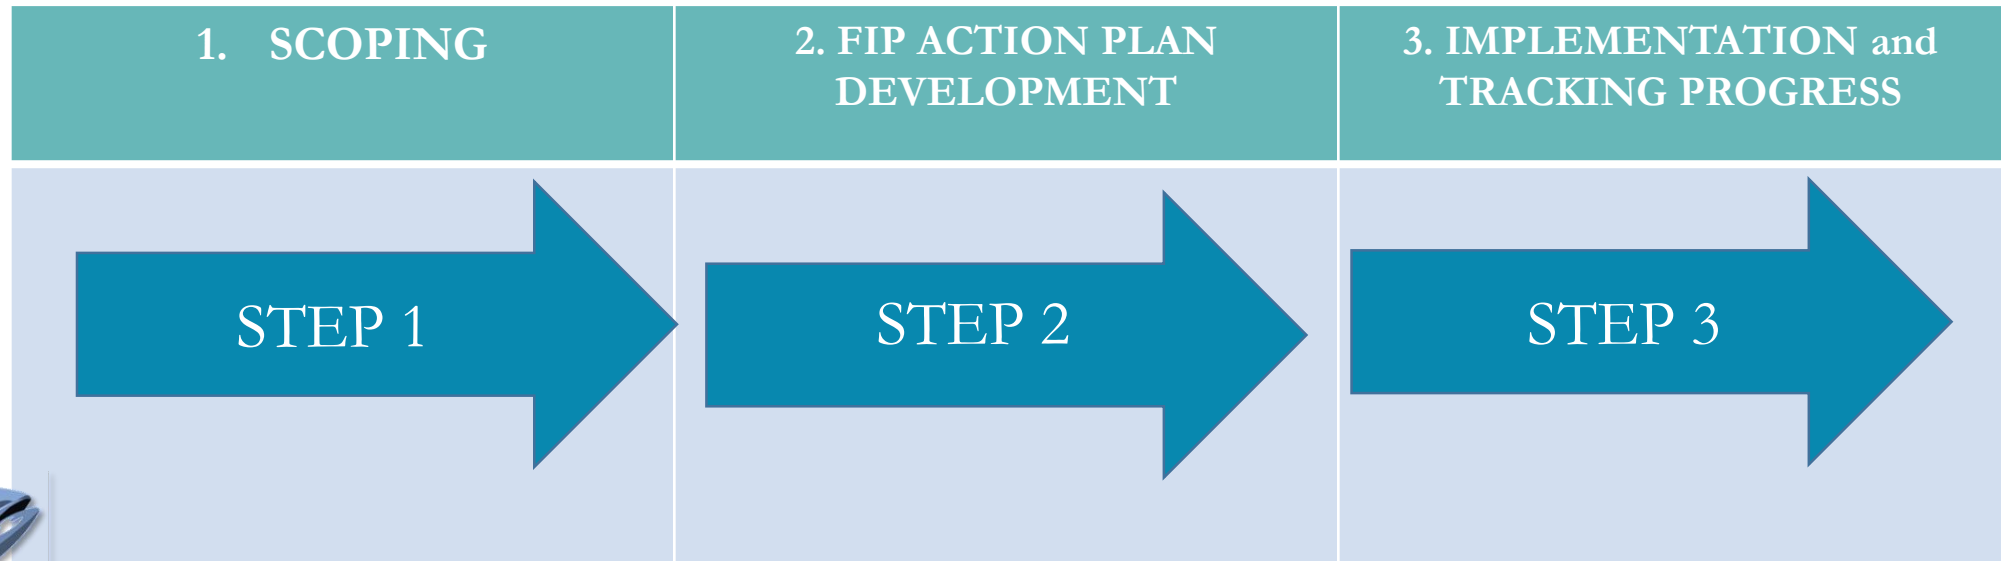 1. SCOPING
2. FIP ACTION PLAN
DEVELOPMENT
3. IMPLEMENTATION and
TRACKING PROGRESS
STEP 1
STEP 2
STEP 3